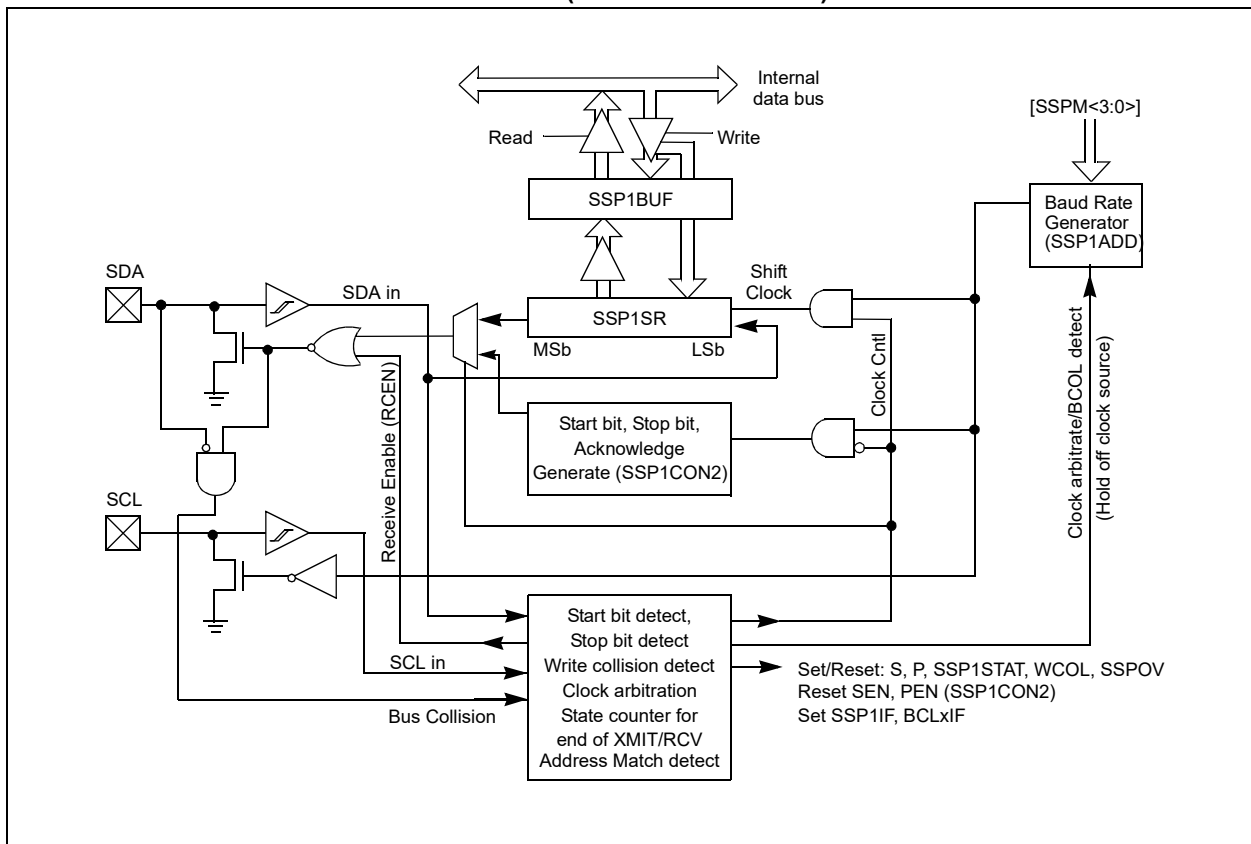 Internal
data bus
[SSPM<3:0>]
Read
Write
SSP1BUF
Baud Rate
Generator
(SSP1ADD)
SDA
Shift
Clock
SDA in
SSP1SR
MSb
LSb
Clock Cntl
Receive Enable (RCEN)
Start bit, Stop bit,
Acknowledge
Generate (SSP1CON2)
Clock arbitrate/BCOL detect
(Hold off clock source)
SCL
Start bit detect,
Stop bit detect
Write collision detect
Clock arbitration
State counter for
end of XMIT/RCV
Address Match detect
SCL in
Bus Collision
Set/Reset: S, P, SSP1STAT, WCOL, SSPOV
Reset SEN, PEN (SSP1CON2)
Set SSP1IF, BCLxIF